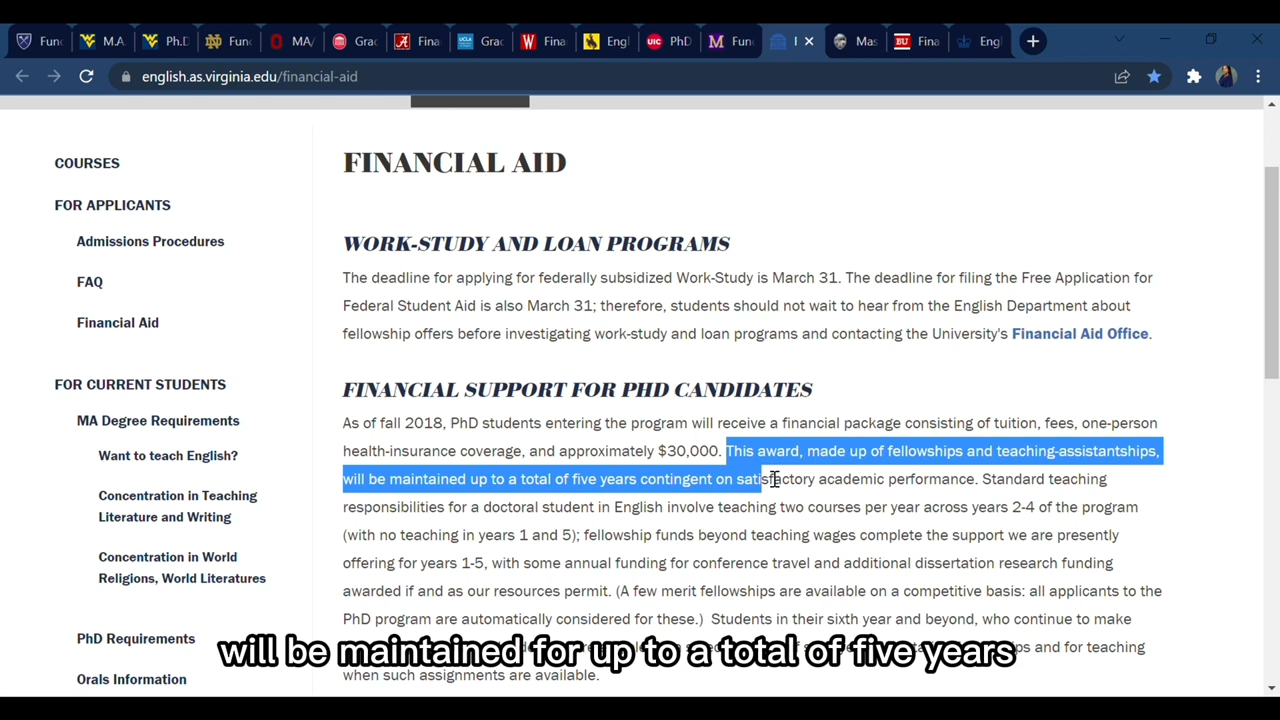 Func
M.A.
Ph.D
Func
MA/
Grac
Fina
Grac
Fina
Engl
PhD
Fun
Mas
Fina
Engl
english.as.virginia.edu/financial-aid
COURSES
FOR APPLICANTS
Admissions Procedures
FAQ
Financial Aid
FOR CURRENT STUDENTS
MA Degree Requirements
Want to teach English?
Concentration in Teaching
Literature and Writing
Concentration in World
Religions, World Literatures
PhD Requirements
Orals Information
FINANCIAL AID
WORK-STUDY AND LOAN PROGRAMS
The deadline for applying for federally subsidized Work-Study is March 31. The deadline for filing the Free Application for
Federal Student Aid is also March 31; therefore, students should not wait to hear from the English Department about
fellowship offers before investigating work-study and loan programs and contacting the University's Financial Aid Office.
FINANCIAL SUPPORT FOR PHD CANDIDATES
As of fall 2018, PhD students entering the program will receive a financial package consisting of tuition, fees, one-person
health-insurance coverage, and approximately $30,000. This award, made up of fellowships and teaching-assistantships,
will be maintained up to a total of five years contingent on satisfactory academic performance. Standard teaching
responsibilities for a doctoral student in English involve teaching two courses per year across years 2-4 of the program
(with no teaching in years 1 and 5); fellowship funds beyond teaching wages complete the support we are presently
offering for years 1-5, with some annual funding for conference travel and additional dissertation research funding
awarded if and as our resources permit. (A few merit fellowships are available on a competitive basis: all applicants to the
PhD program are automatically considered for these.) Students in their sixth year and beyond, who continue to make
and for teaching
when such assignments are available.
will be maintained for up to a total of five years